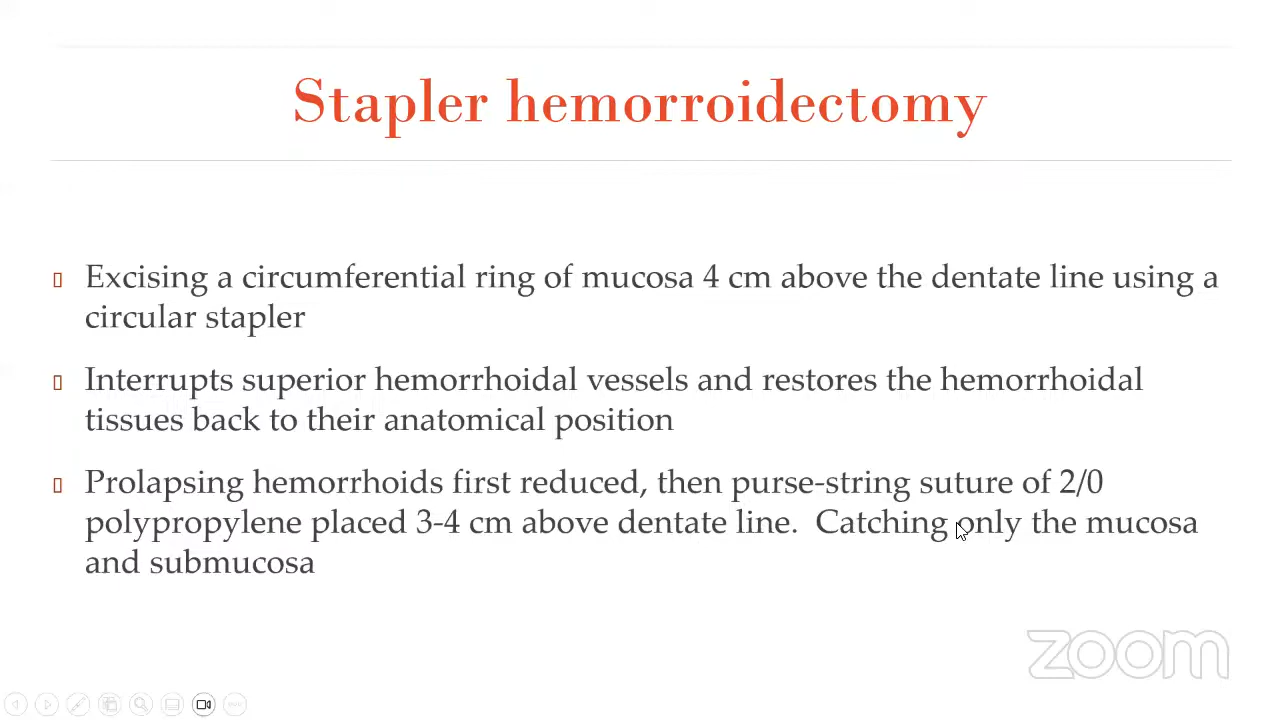 Stapler hemorroidectomy
Excising a circumferential ring of mucosa 4 cm above the dentate line using a
circular stapler
Interrupts superior hemorrhoidal vessels and restores the hemorrhoidal
tissues back to their anatomical position
Prolapsing hemorrhoids first reduced, then purse-string suture of 2/0
polypropylene placed 3-4 cm above dentate line.  Catching only the mucosa
and submucosa
zoom